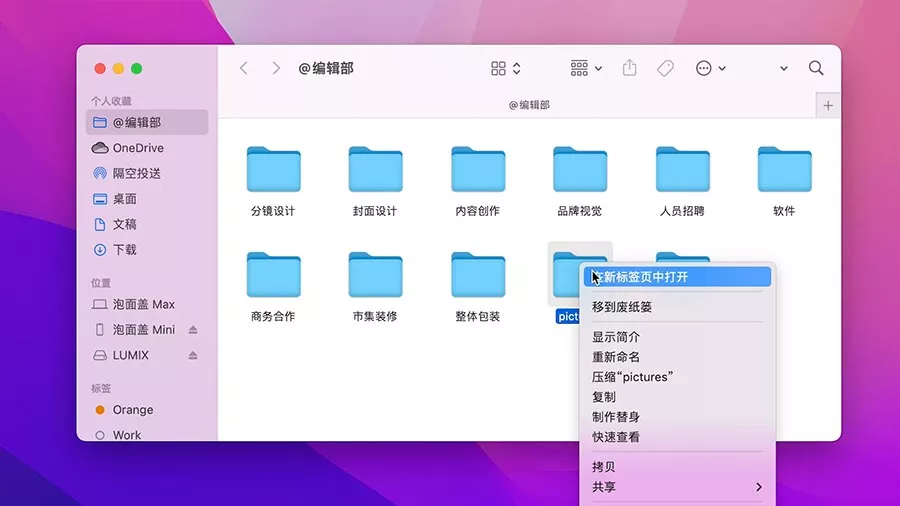 @编辑部
个人收藏
@编辑部
OneDrive
隔空投送
桌面
文稿
下载
位置
泡面盖 Max
泡面盖 Mini
LUMIX
标签
Orange
Work
@编辑部
分镜设计
封面设计
内容创作
品牌视觉
人员招聘
软件
商务合作
市集装修
整体包装
在新标签页中打开
移到废纸篓
显示简介
重新命名
压缩“pictures”
复制
制作替身
快速查看
拷贝
共享